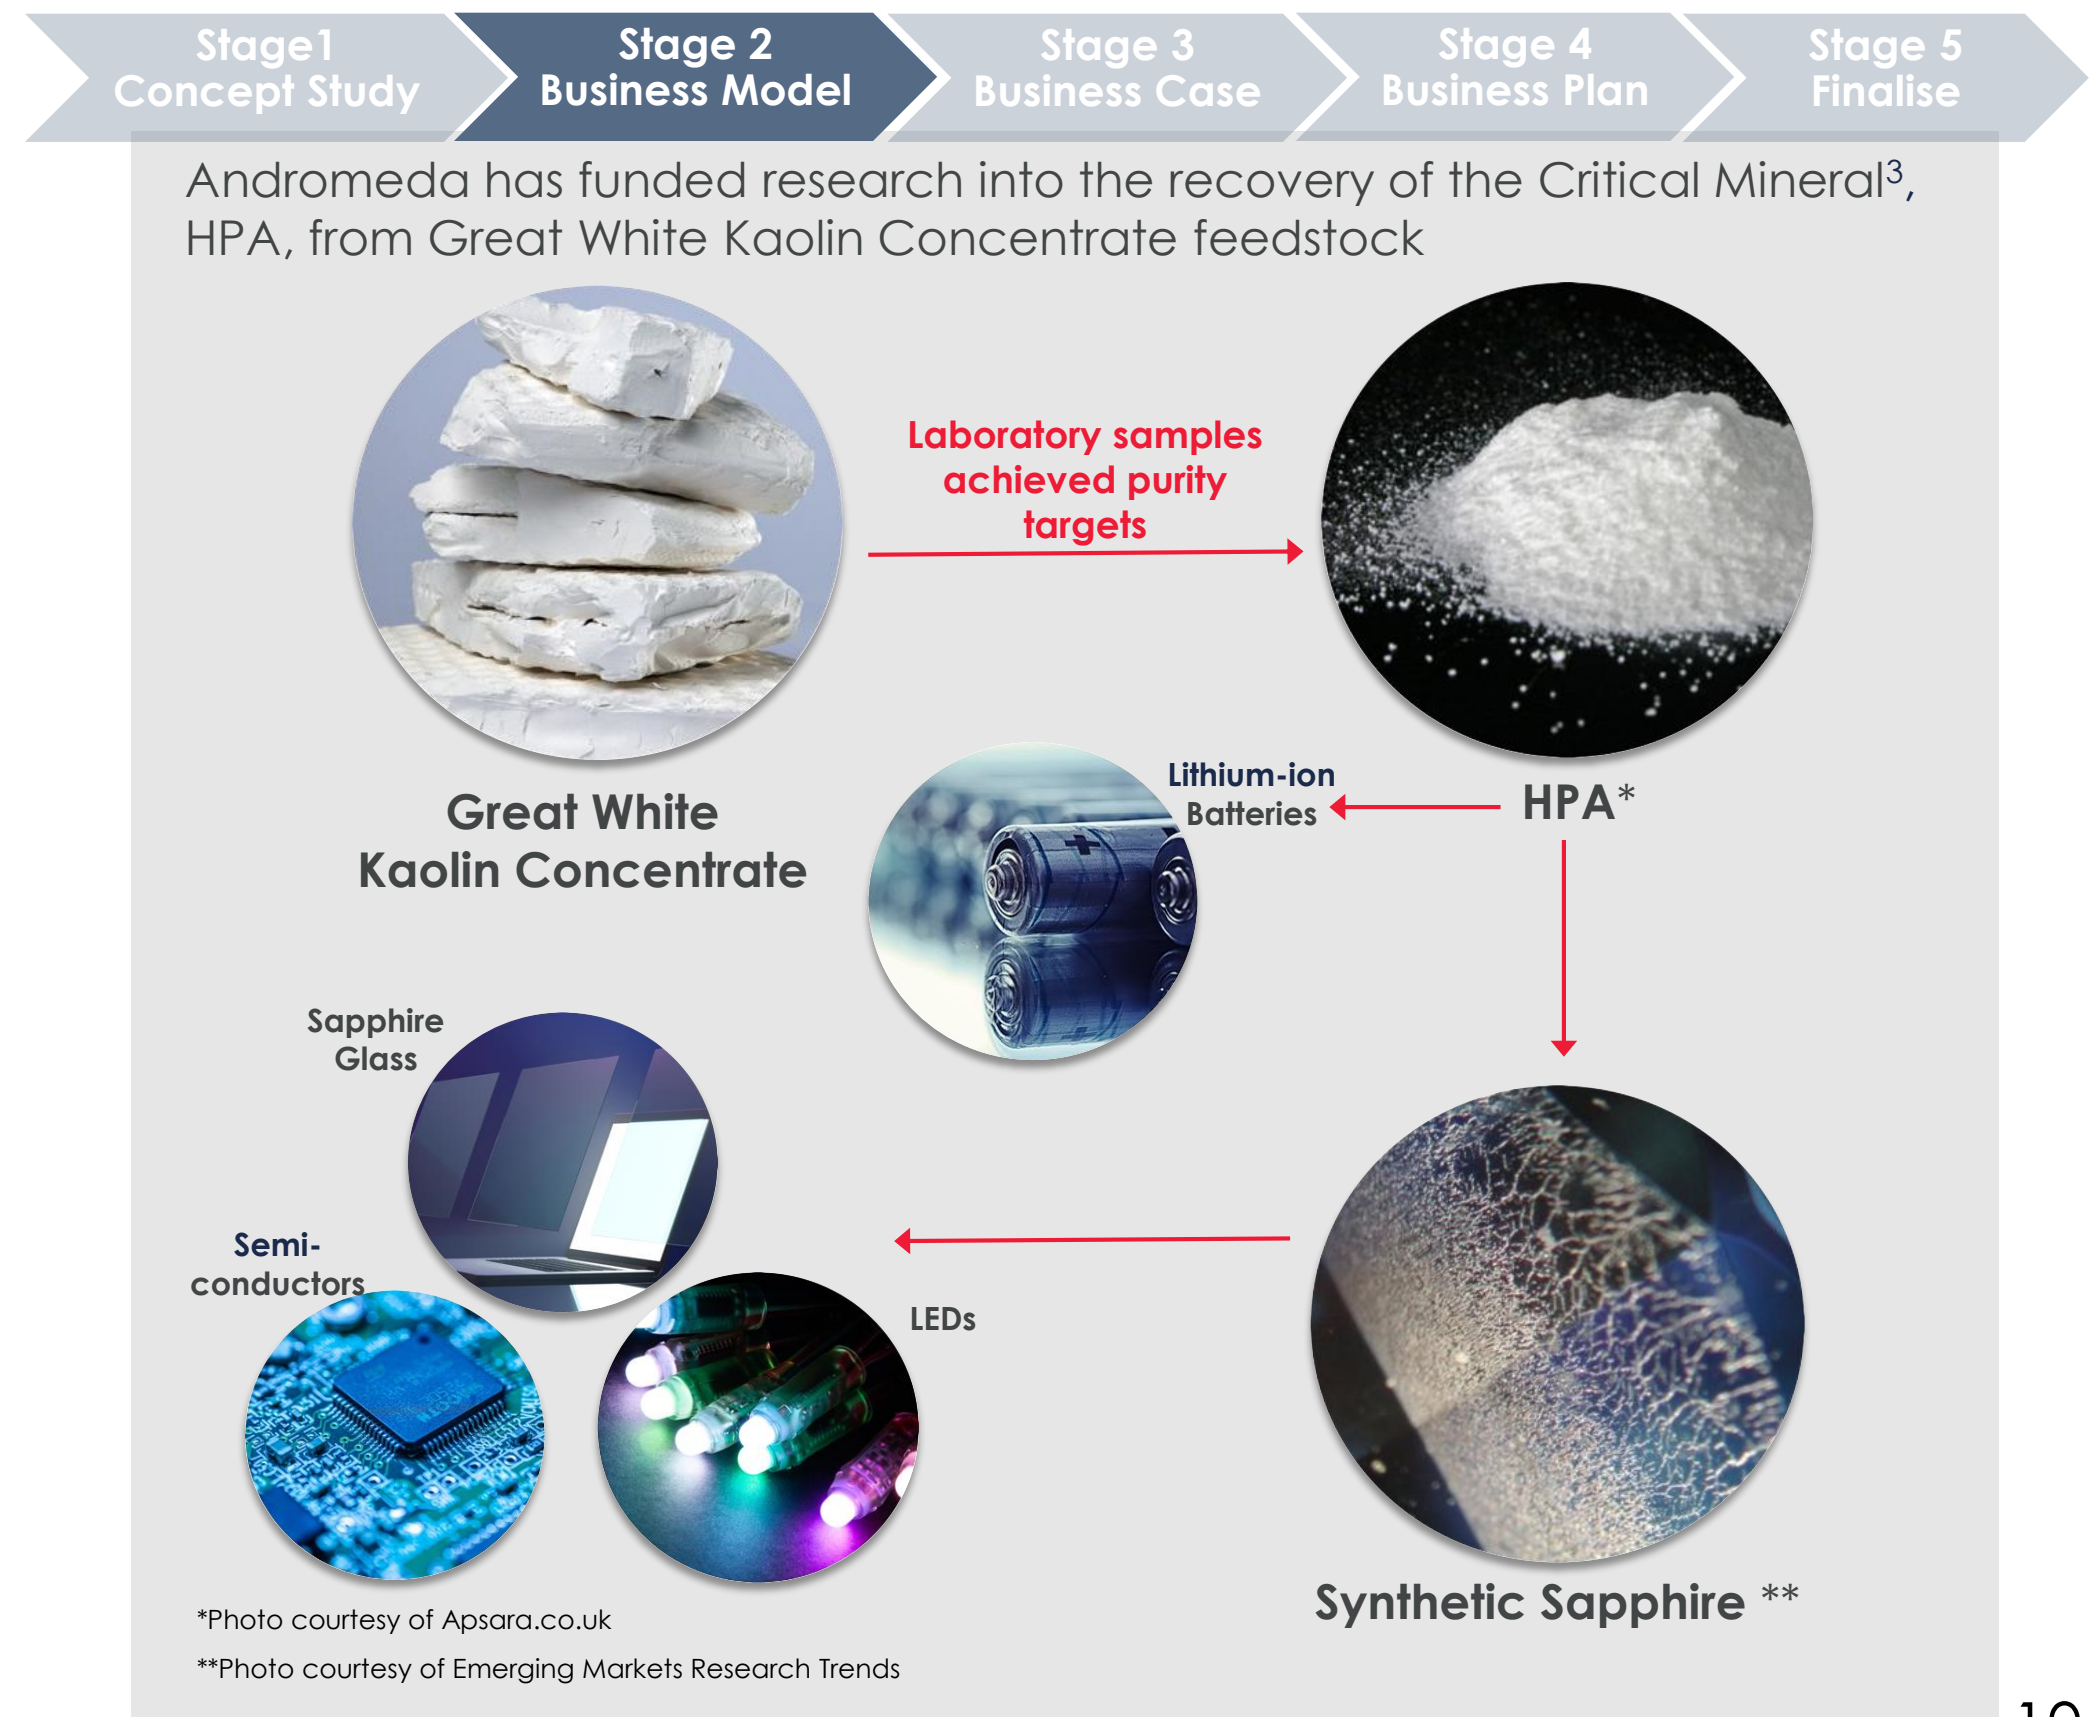 Stage1
Concept Study
Stage 2
Business Model
Stage 3
Business Case
Stage 4
Business Plan
Stage 5
Finalise
Andromeda has funded research into the recovery of the Critical Mineral³,
HPA, from Great White Kaolin Concentrate feedstock
Laboratory samples
achieved purity
targets
Great White
Kaolin Concentrate
Lithium-ion
Batteries
HPA*
Sapphire
Glass
Semi-
conductors
LEDs
Synthetic Sapphire **
*Photo courtesy of Apsara.co.uk
**Photo courtesy of Emerging Markets Research Trends